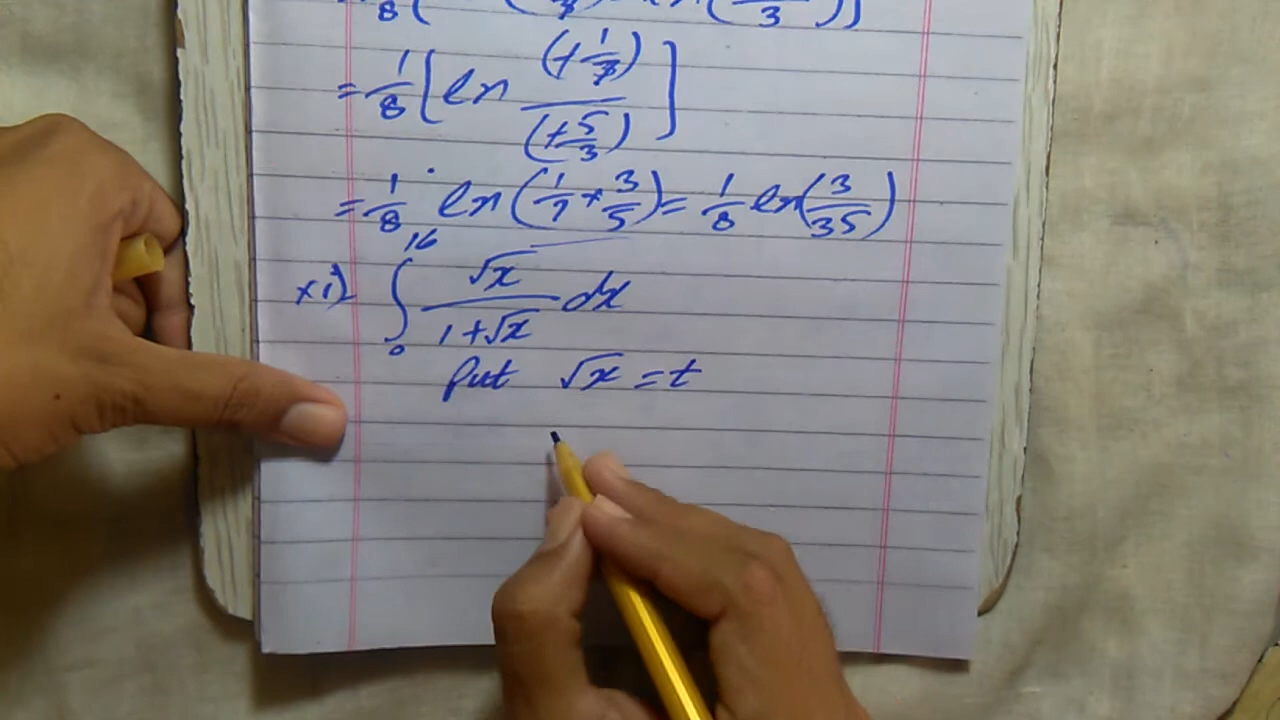 = 1/8 [ln (+1/7)/(+5/3)]
= 1/8 ln(1/7 * 3/5) = 1/8 ln(3/35)
xi) ∫₀¹⁶ √x/(1+√x) dx
Put √x = t